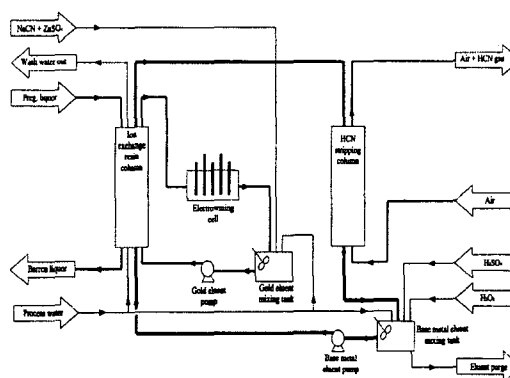 NaCN + ZnSO₄
Wash water out
Preg. liquor
Air + HCN gas
Ion
exchange
resin
column
HCN
stripping
column
Electrowinning
cell
Air
H₂SO₄
H₂O₂
Barren liquor
Process water
Gold eluent
pump
Gold eluent
mixing tank
Base metal eluent
mixing tank
Base metal
eluent pump
Eluant purge